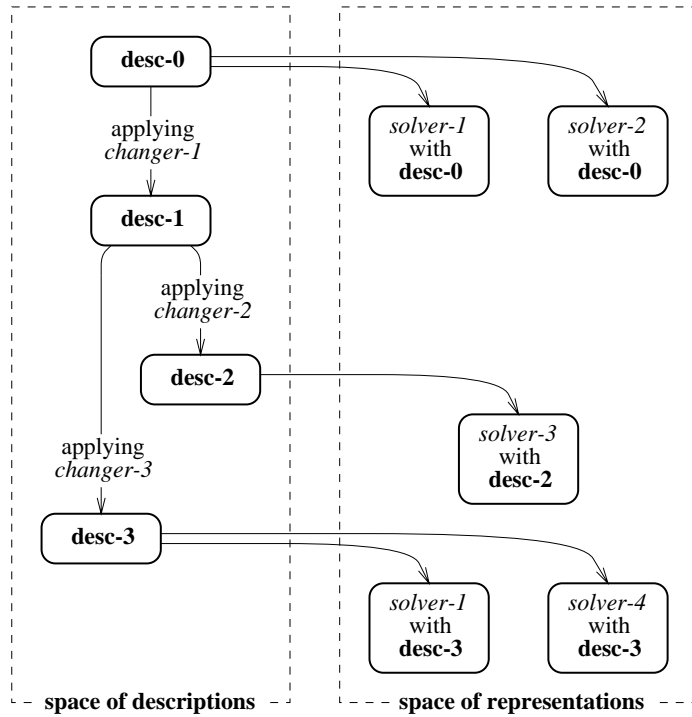 desc-0
applying
changer-1
solver-1
with
desc-0
solver-2
with
desc-0
desc-1
applying
changer-2
desc-2
solver-3
with
desc-2
applying
changer-3
desc-3
solver-1
with
desc-3
solver-4
with
desc-3
space of descriptions
space of representations